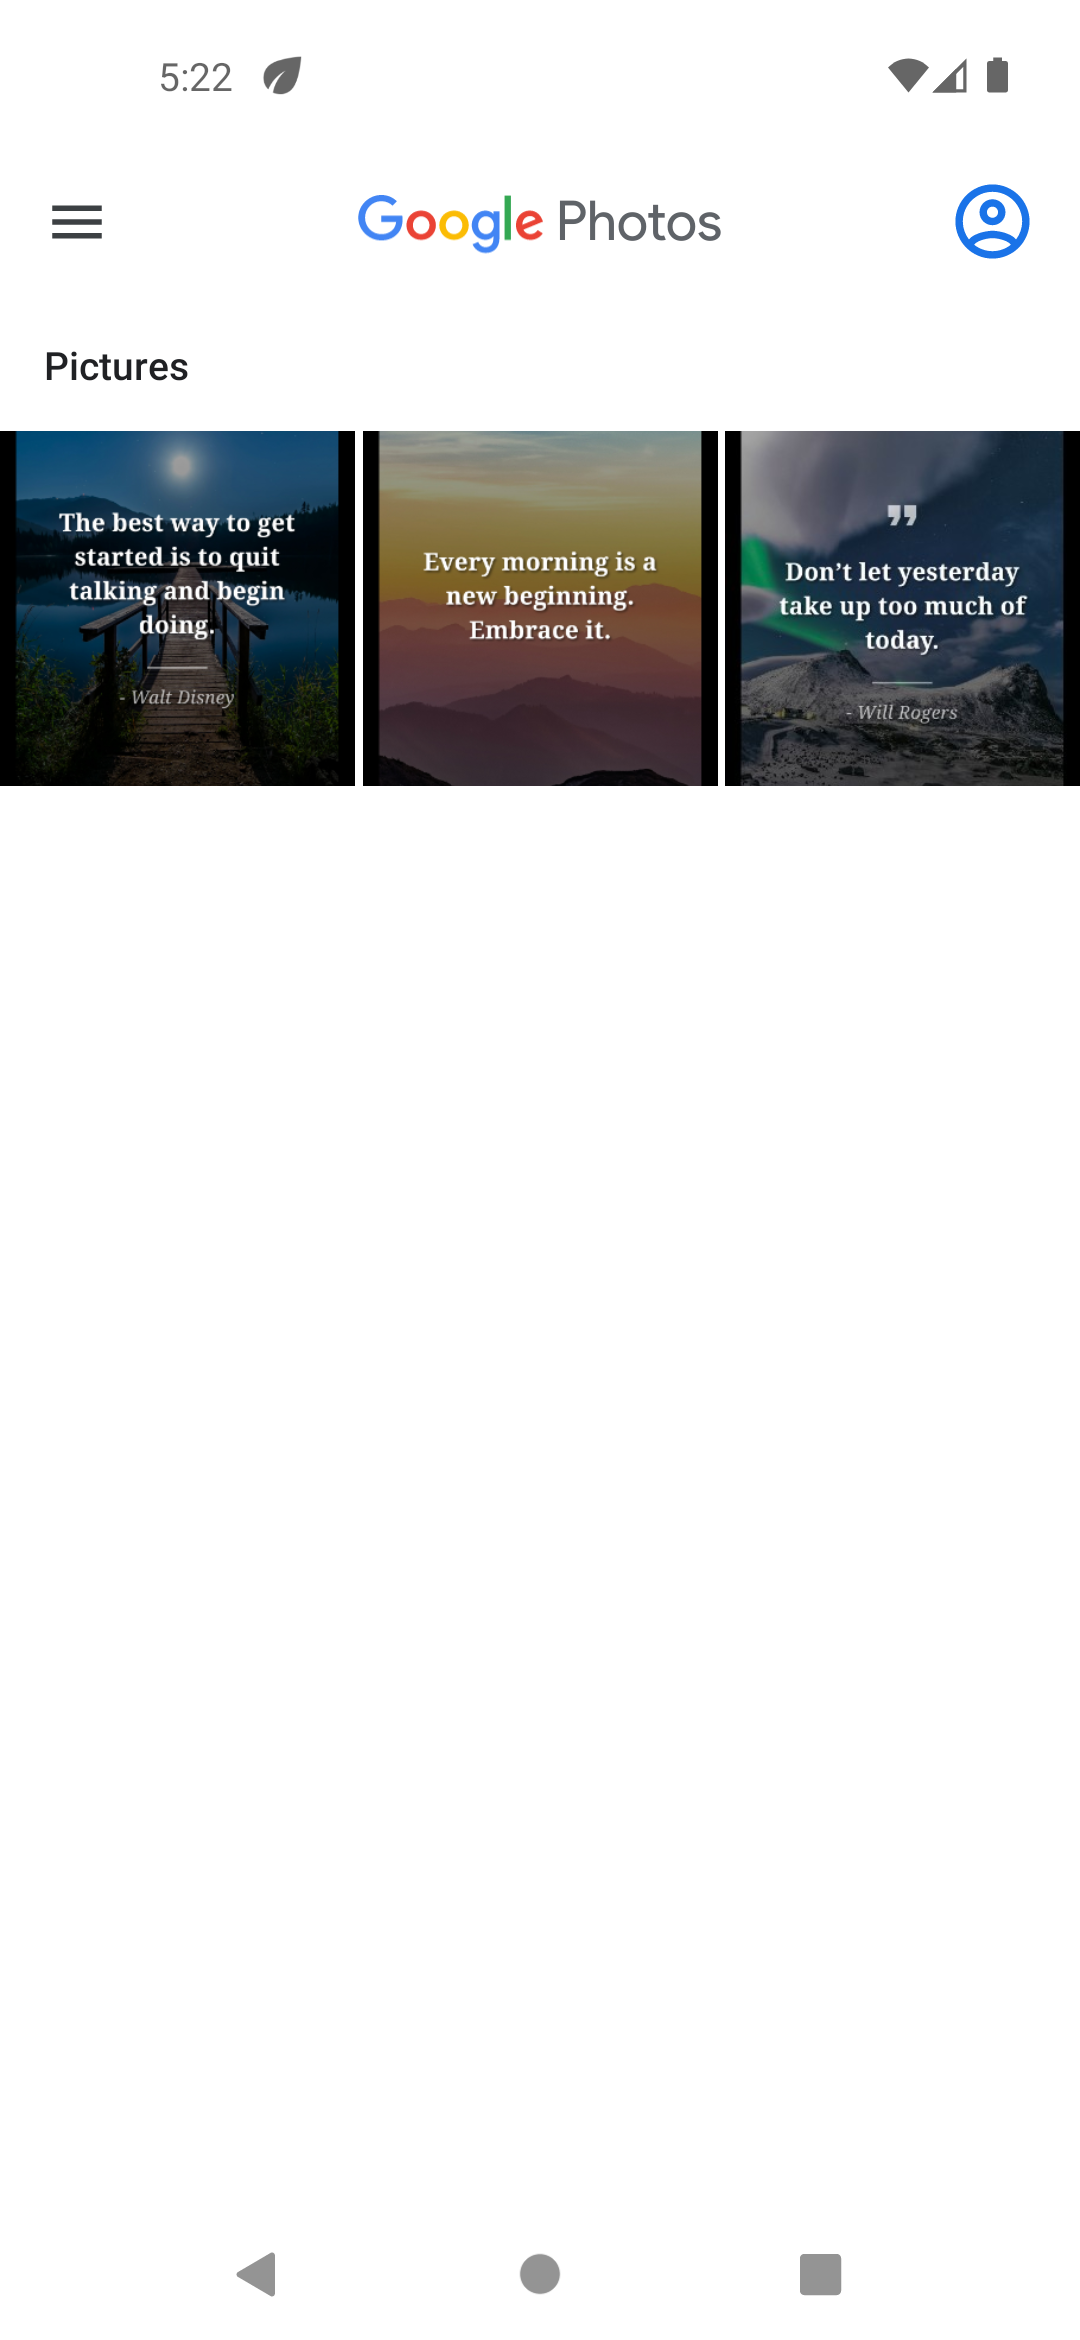 5:22
Google Photos
Pictures
The best way to get
started is to quit
talking and begin
doing.
- Walt Disney
Every morning is a
new beginning.
Embrace it.
”
Don’t let yesterday
take up too much of
today.
- Will Rogers